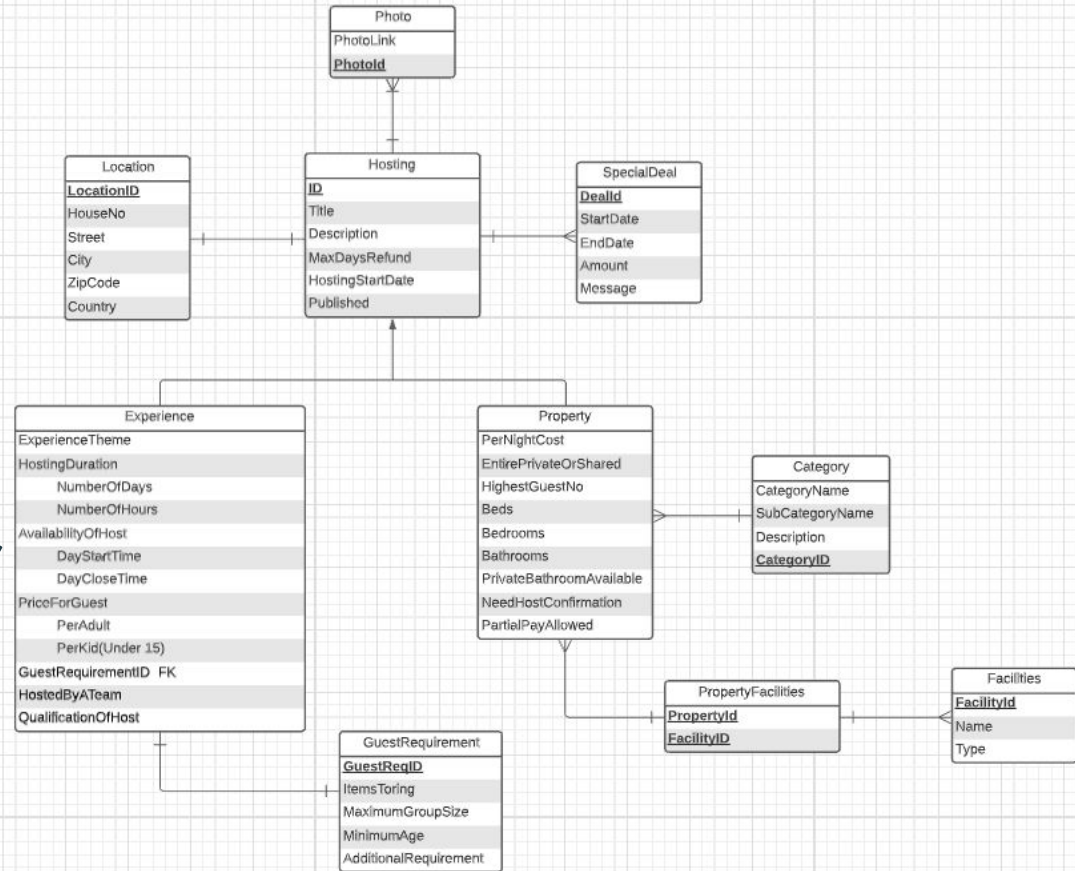 Photo
PhotoLink
PhotoId
Location
LocationID
HouseNo
Street
City
ZipCode
Country
Hosting
ID
Title
Description
MaxDaysRefund
HostingStartDate
Published
SpecialDeal
DealId
StartDate
EndDate
Amount
Message
Experience
ExperienceTheme
HostingDuration
NumberOfDays
NumberOfHours
AvailabilityOfHost
DayStartTime
DayCloseTime
PriceForGuest
PerAdult
PerKid(Under 15)
GuestRequirementID FK
HostedByATeam
QualificationOfHost
Property
PerNightCost
EntirePrivateOrShared
HighestGuestNo
Beds
Bedrooms
Bathrooms
PrivateBathroomAvailable
NeedHostConfirmation
PartialPayAllowed
Category
CategoryName
SubCategoryName
Description
CategoryID
PropertyFacilities
PropertyId
FacilityID
Facilities
FacilityId
Name
Type
GuestRequirement
GuestReqID
ItemsToring
MaximumGroupSize
MinimumAge
AdditionalRequirement